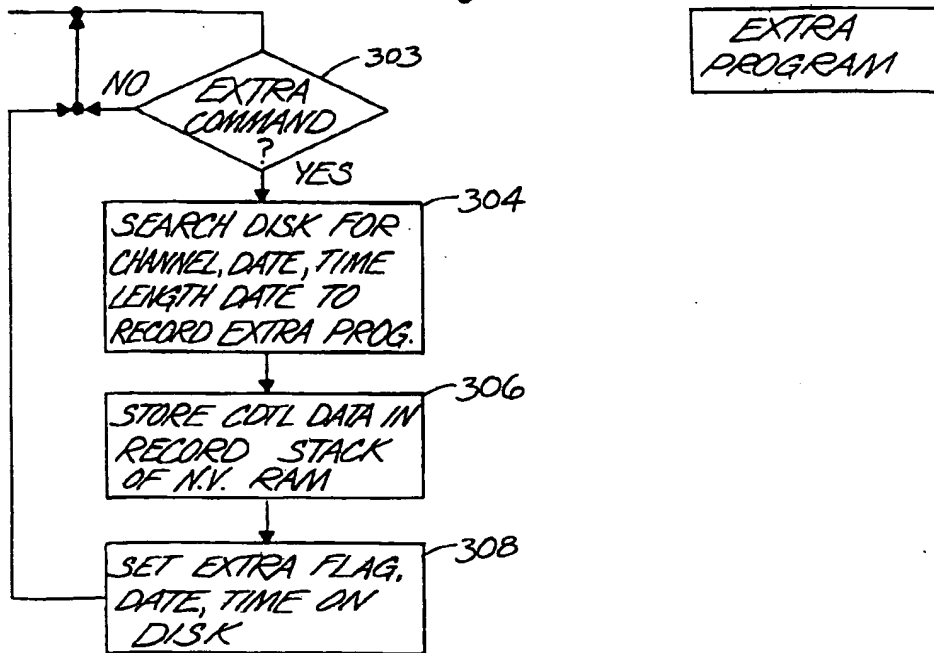 EXTRA
PROGRAM
303
NO
EXTRA
COMMAND
?
YES
304
SEARCH DISK FOR
CHANNEL, DATE, TIME
LENGTH DATE TO
RECORD EXTRA PROG.
306
STORE CDTL DATA IN
RECORD STACK
OF N.V. RAM
308
SET EXTRA FLAG,
DATE, TIME ON
DISK